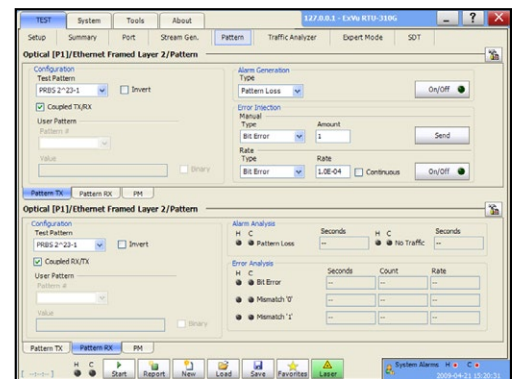 TEST System Tools About 127.0.0.1 - ExVu RTU-310G _ ? X
Setup Summary Port Stream Gen. Pattern Traffic Analyzer Expert Mode SDT
Optical [P1]/Ethernet Framed Layer 2/Pattern
Configuration
Test Pattern
PRBS 2^23-1 Invert
Coupled TX/RX
User Pattern
Pattern #
Value
Binary
Alarm Generation
Type
Pattern Loss On/Off
Error Injection
Manual
Type Amount
Bit Error 1 Send
Rate
Type Rate
Bit Error 1.0E-04 Continuous On/Off
Pattern TX Pattern RX PM
Optical [P1]/Ethernet Framed Layer 2/Pattern
Configuration
Test Pattern
PRBS 2^23-1 Invert
Coupled RX/TX
User Pattern
Pattern #
Value
Binary
Alarm Analysis
H C Seconds H C Seconds
Pattern Loss -- No Traffic --
Error Analysis
H C Seconds Count Rate
Bit Error -- -- --
Mismatch '0' -- -- --
Mismatch '1' -- -- --
Pattern TX Pattern RX PM
[ --:--:-- ] H C Start Report New Load Save Favorites Laser System Alarms H C
2009-04-21 15:20:31